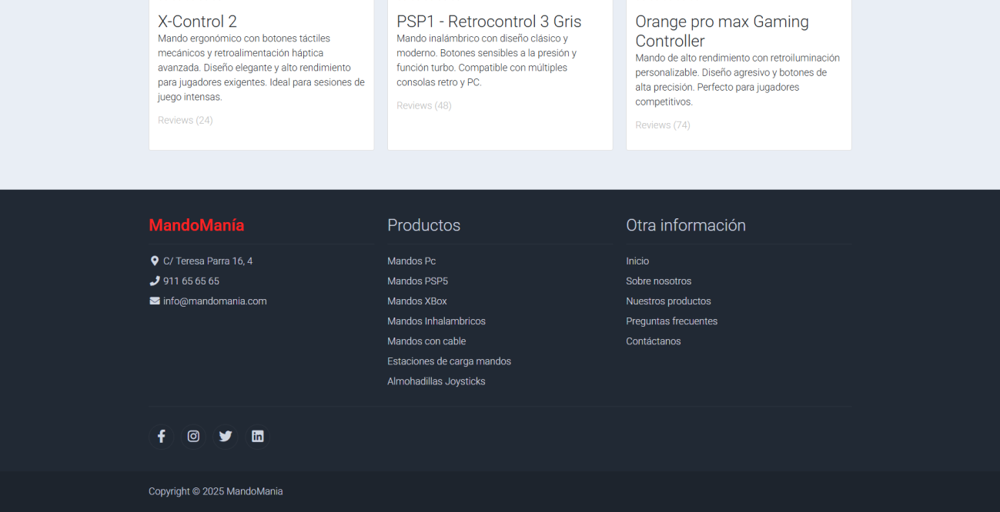 X-Control 2
Mando ergonómico con botones táctiles
mecánicos y retroalimentación háptica
avanzada. Diseño elegante y alto rendimiento
para jugadores exigentes. Ideal para sesiones de
juego intensas.
Reviews (24)
PSP1 - Retrocontrol 3 Gris
Mando inalámbrico con diseño clásico y
moderno. Botones sensibles a la presión y
función turbo. Compatible con múltiples
consolas retro y PC.
Reviews (48)
Orange pro max Gaming
Controller
Mando de alto rendimiento con retroiluminación
personalizable. Diseño agresivo y botones de
alta precisión. Perfecto para jugadores
competitivos.
Reviews (74)
MandoManía
C/ Teresa Parra 16, 4
911 65 65 65
info@mandomania.com
Productos
Mandos Pc
Mandos PSP5
Mandos XBox
Mandos Inhalambricos
Mandos con cable
Estaciones de carga mandos
Almohadillas Joysticks
Otra información
Inicio
Sobre nosotros
Nuestros productos
Preguntas frecuentes
Contáctanos
Copyright © 2025 MandoMania